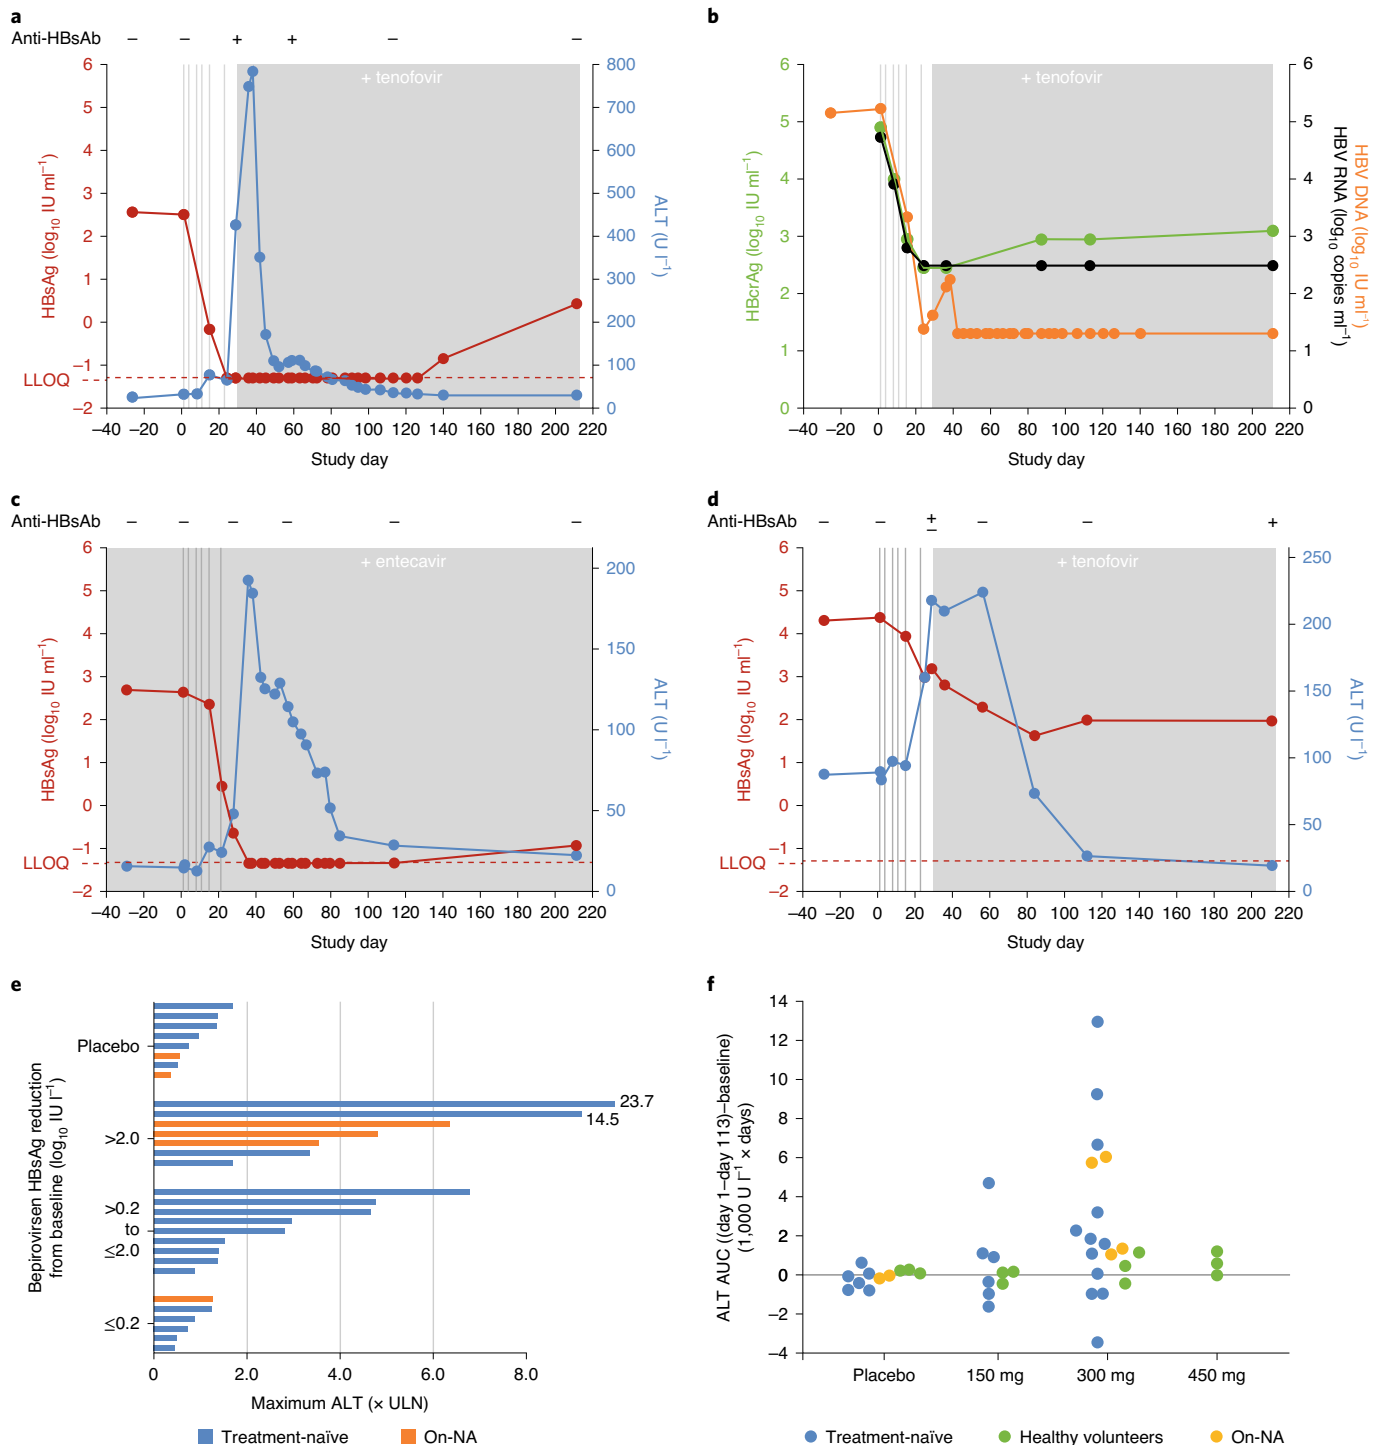 a
Anti-HBsAb – – + + – –
+ tenofovir
HBsAg (log10 IU ml−1)
6
5
4
3
2
1
0
–1
–2
LLOQ
ALT (U l−1)
800
700
600
500
400
300
200
100
0
–40 –20 0 20 40 60 80 100 120 140 160 180 200 220
Study day
b
+ tenofovir
HBcrAg (log10 IU ml−1)
6
5
4
3
2
1
0
HBV DNA (log10 IU ml−1)
HBV RNA (log10 copies ml−1)
6
5
4
3
2
1
0
–40 –20 0 20 40 60 80 100 120 140 160 180 200 220
Study day
c
Anti-HBsAb – – – – – –
+ entecavir
HBsAg (log10 IU ml−1)
6
5
4
3
2
1
0
–1
–2
LLOQ
ALT (U l−1)
200
150
100
50
0
–40 –20 0 20 40 60 80 100 120 140 160 180 200 220
Study day
d
Anti-HBsAb – – +/– – – +
+ tenofovir
HBsAg (log10 IU ml−1)
6
5
4
3
2
1
0
–1
–2
LLOQ
ALT (U l−1)
250
200
150
100
50
0
–40 –20 0 20 40 60 80 100 120 140 160 180 200 220
Study day
e
Bepirovirsen HBsAg reduction
from baseline (log10 IU l−1)
Placebo
>2.0
23.7
14.5
>0.2
to
≤2.0
≤0.2
0.0 2.0 4.0 6.0 8.0
Maximum ALT (× ULN)
Treatment-naïve On-NA
f
ALT AUC ((day 1–day 113)–baseline)
(1,000 U l−1 × days)
14
12
10
8
6
4
2
0
–2
–4
Placebo 150 mg 300 mg 450 mg
Treatment-naïve Healthy volunteers On-NA